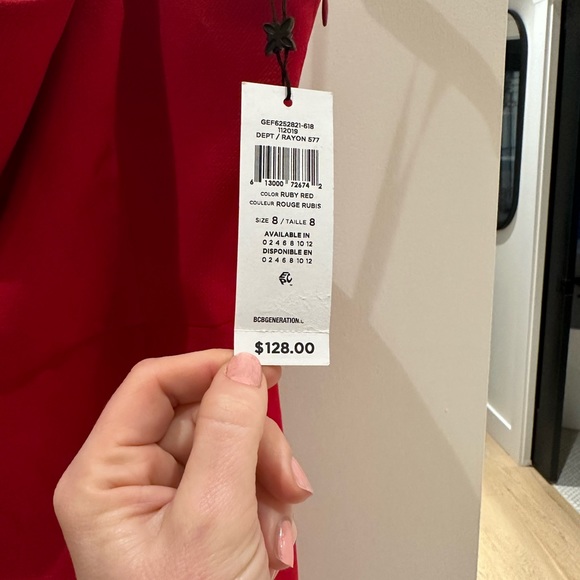 GEF6252821-618
112019
DEPT / RAYON 577
6 13000 72674 2
COLOR RUBY RED
COULEUR ROUGE RUBIS
SIZE 8 / TAILLE 8
AVAILABLE IN
0 2 4 6 8 10 12
DISPONIBLE EN
0 2 4 6 8 10 12
BCBGENERATION.C
$128.00